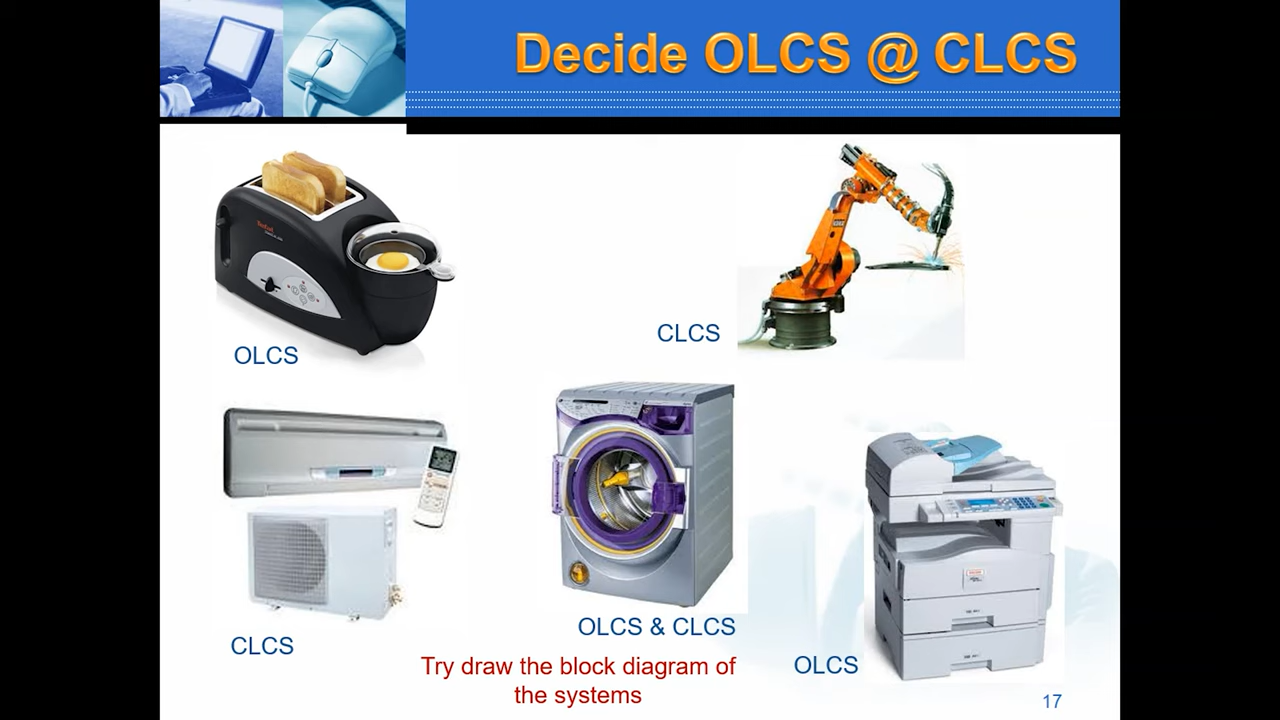 Decide OLCS @ CLCS
OLCS
CLCS
CLCS
OLCS & CLCS
OLCS
Try draw the block diagram of
the systems
17